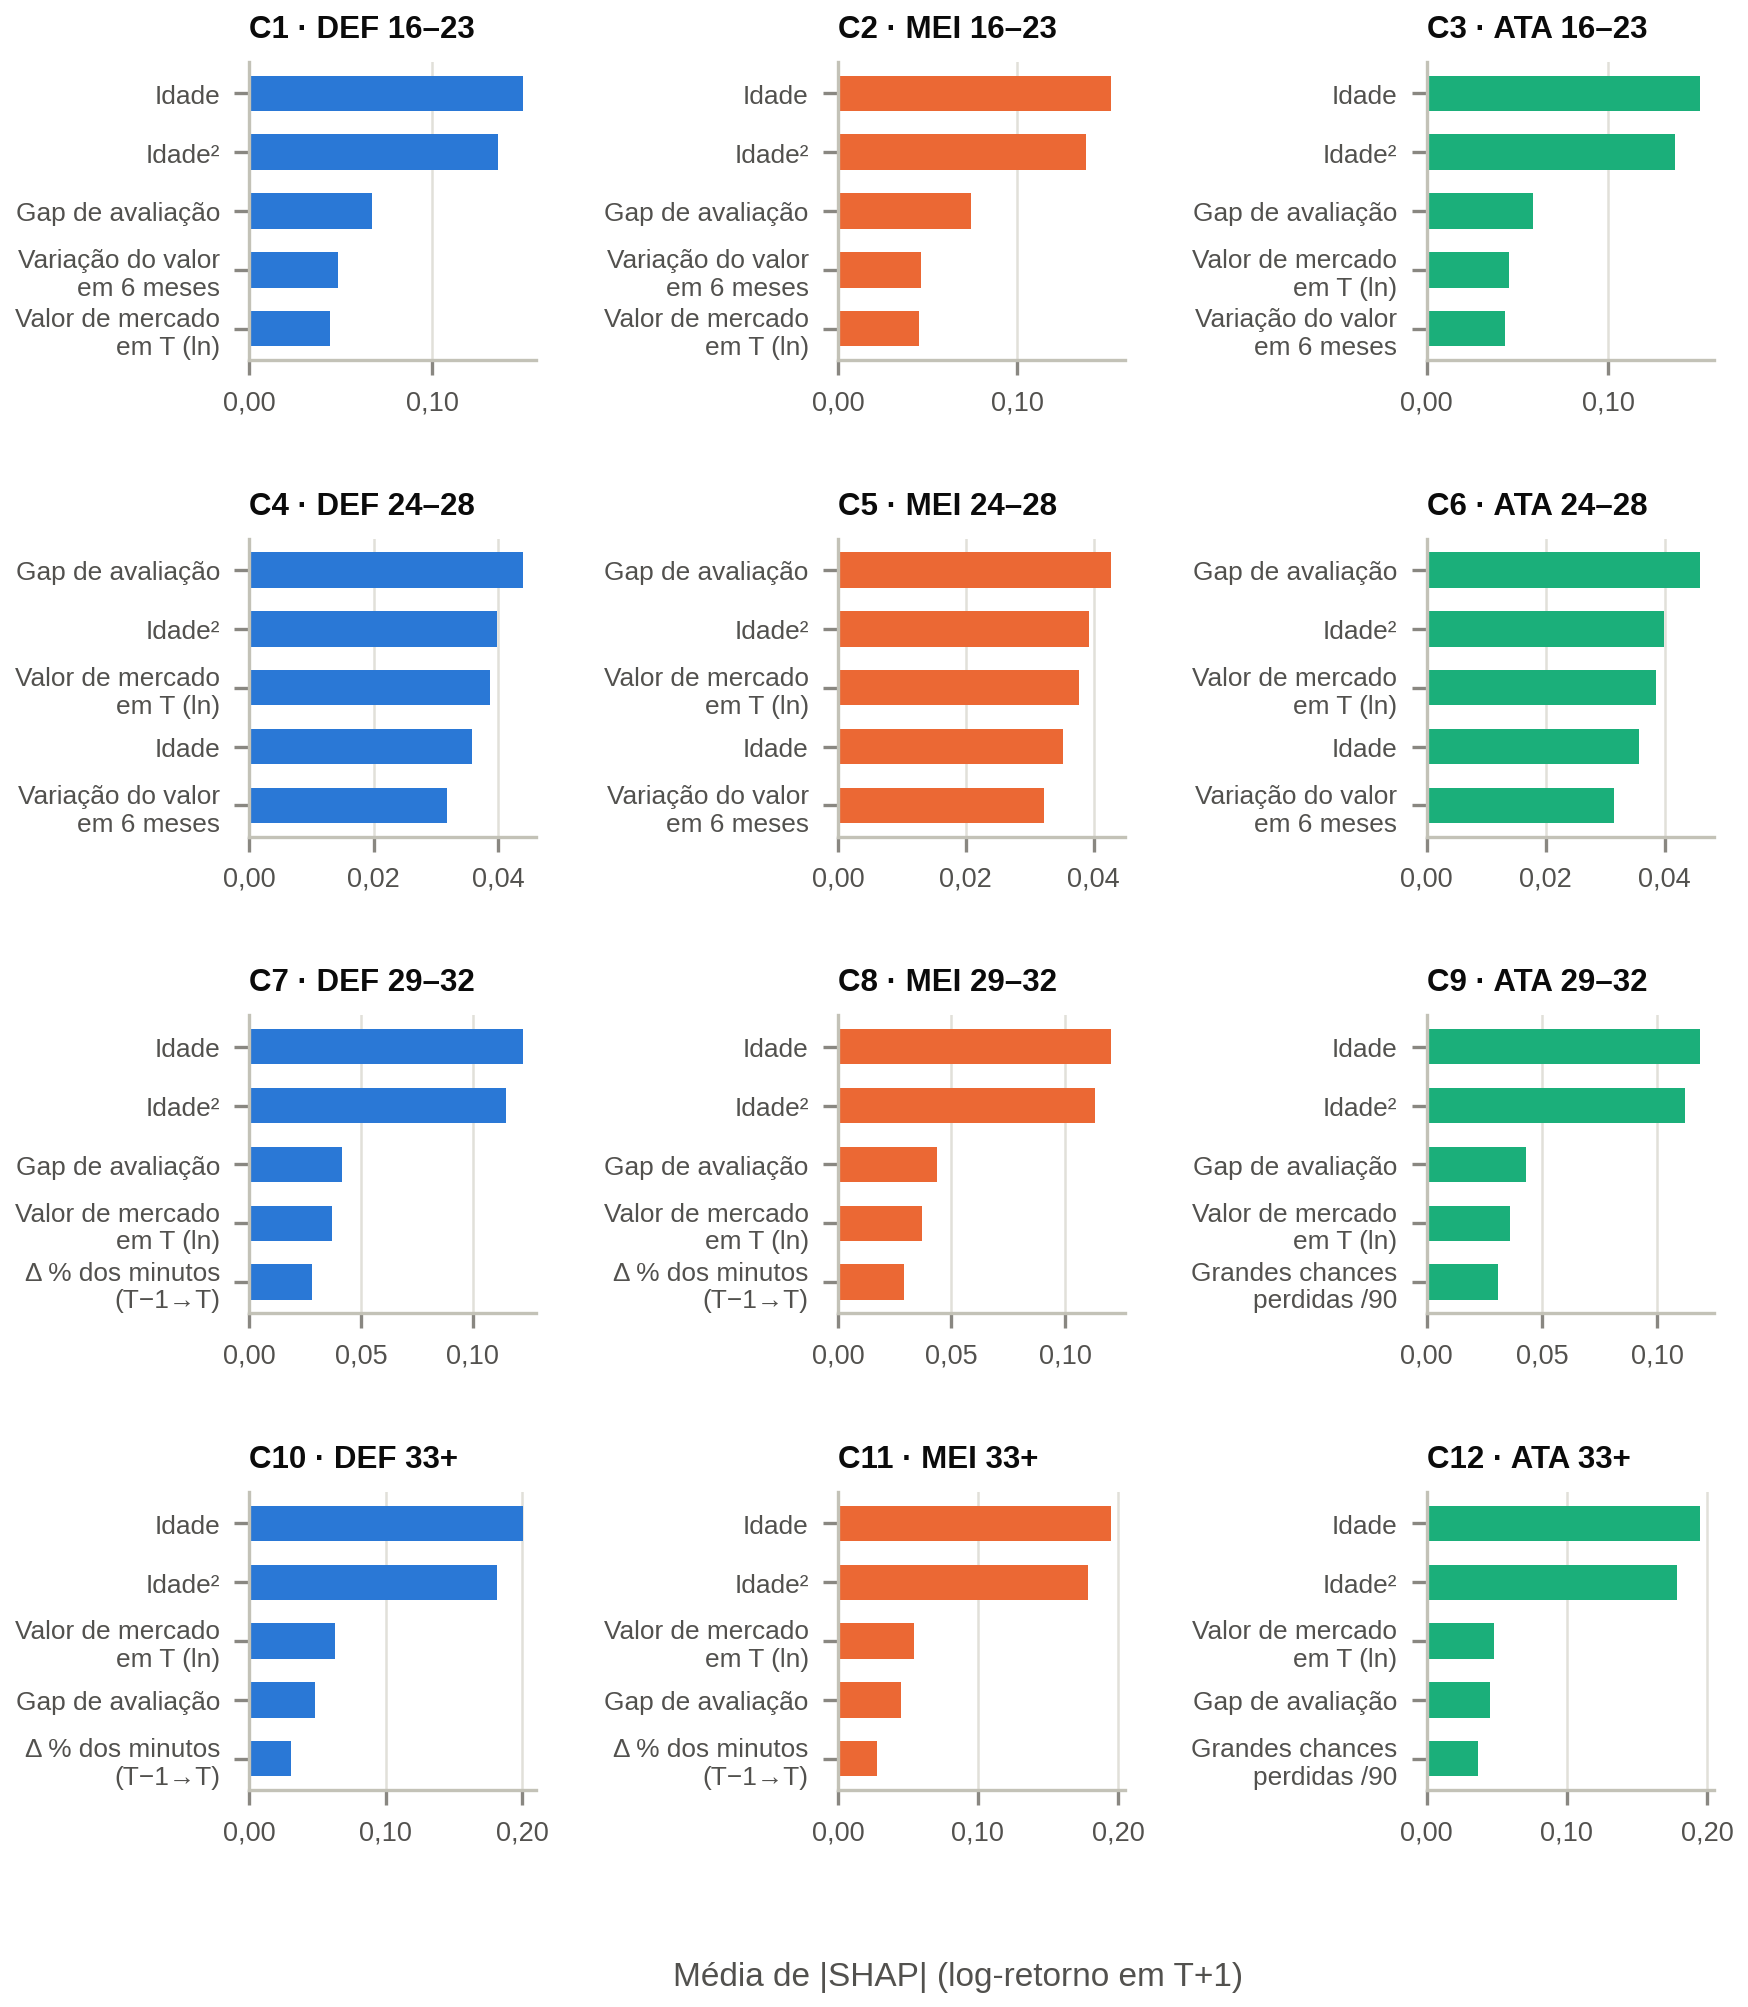 C1 · DEF 16–23
Idade
Idade²
Gap de avaliação
Variação do valor
em 6 meses
Valor de mercado
em T (ln)
0,00 0,10
C2 · MEI 16–23
Idade
Idade²
Gap de avaliação
Variação do valor
em 6 meses
Valor de mercado
em T (ln)
0,00 0,10
C3 · ATA 16–23
Idade
Idade²
Gap de avaliação
Valor de mercado
em T (ln)
Variação do valor
em 6 meses
0,00 0,10
C4 · DEF 24–28
Gap de avaliação
Idade²
Valor de mercado
em T (ln)
Idade
Variação do valor
em 6 meses
0,00 0,02 0,04
C5 · MEI 24–28
Gap de avaliação
Idade²
Valor de mercado
em T (ln)
Idade
Variação do valor
em 6 meses
0,00 0,02 0,04
C6 · ATA 24–28
Gap de avaliação
Idade²
Valor de mercado
em T (ln)
Idade
Variação do valor
em 6 meses
0,00 0,02 0,04
C7 · DEF 29–32
Idade
Idade²
Gap de avaliação
Valor de mercado
em T (ln)
Δ % dos minutos
(T−1→T)
0,00 0,05 0,10
C8 · MEI 29–32
Idade
Idade²
Gap de avaliação
Valor de mercado
em T (ln)
Δ % dos minutos
(T−1→T)
0,00 0,05 0,10
C9 · ATA 29–32
Idade
Idade²
Gap de avaliação
Valor de mercado
em T (ln)
Grandes chances
perdidas /90
0,00 0,05 0,10
C10 · DEF 33+
Idade
Idade²
Valor de mercado
em T (ln)
Gap de avaliação
Δ % dos minutos
(T−1→T)
0,00 0,10 0,20
C11 · MEI 33+
Idade
Idade²
Valor de mercado
em T (ln)
Gap de avaliação
Δ % dos minutos
(T−1→T)
0,00 0,10 0,20
C12 · ATA 33+
Idade
Idade²
Valor de mercado
em T (ln)
Gap de avaliação
Grandes chances
perdidas /90
0,00 0,10 0,20
Média de |SHAP| (log-retorno em T+1)